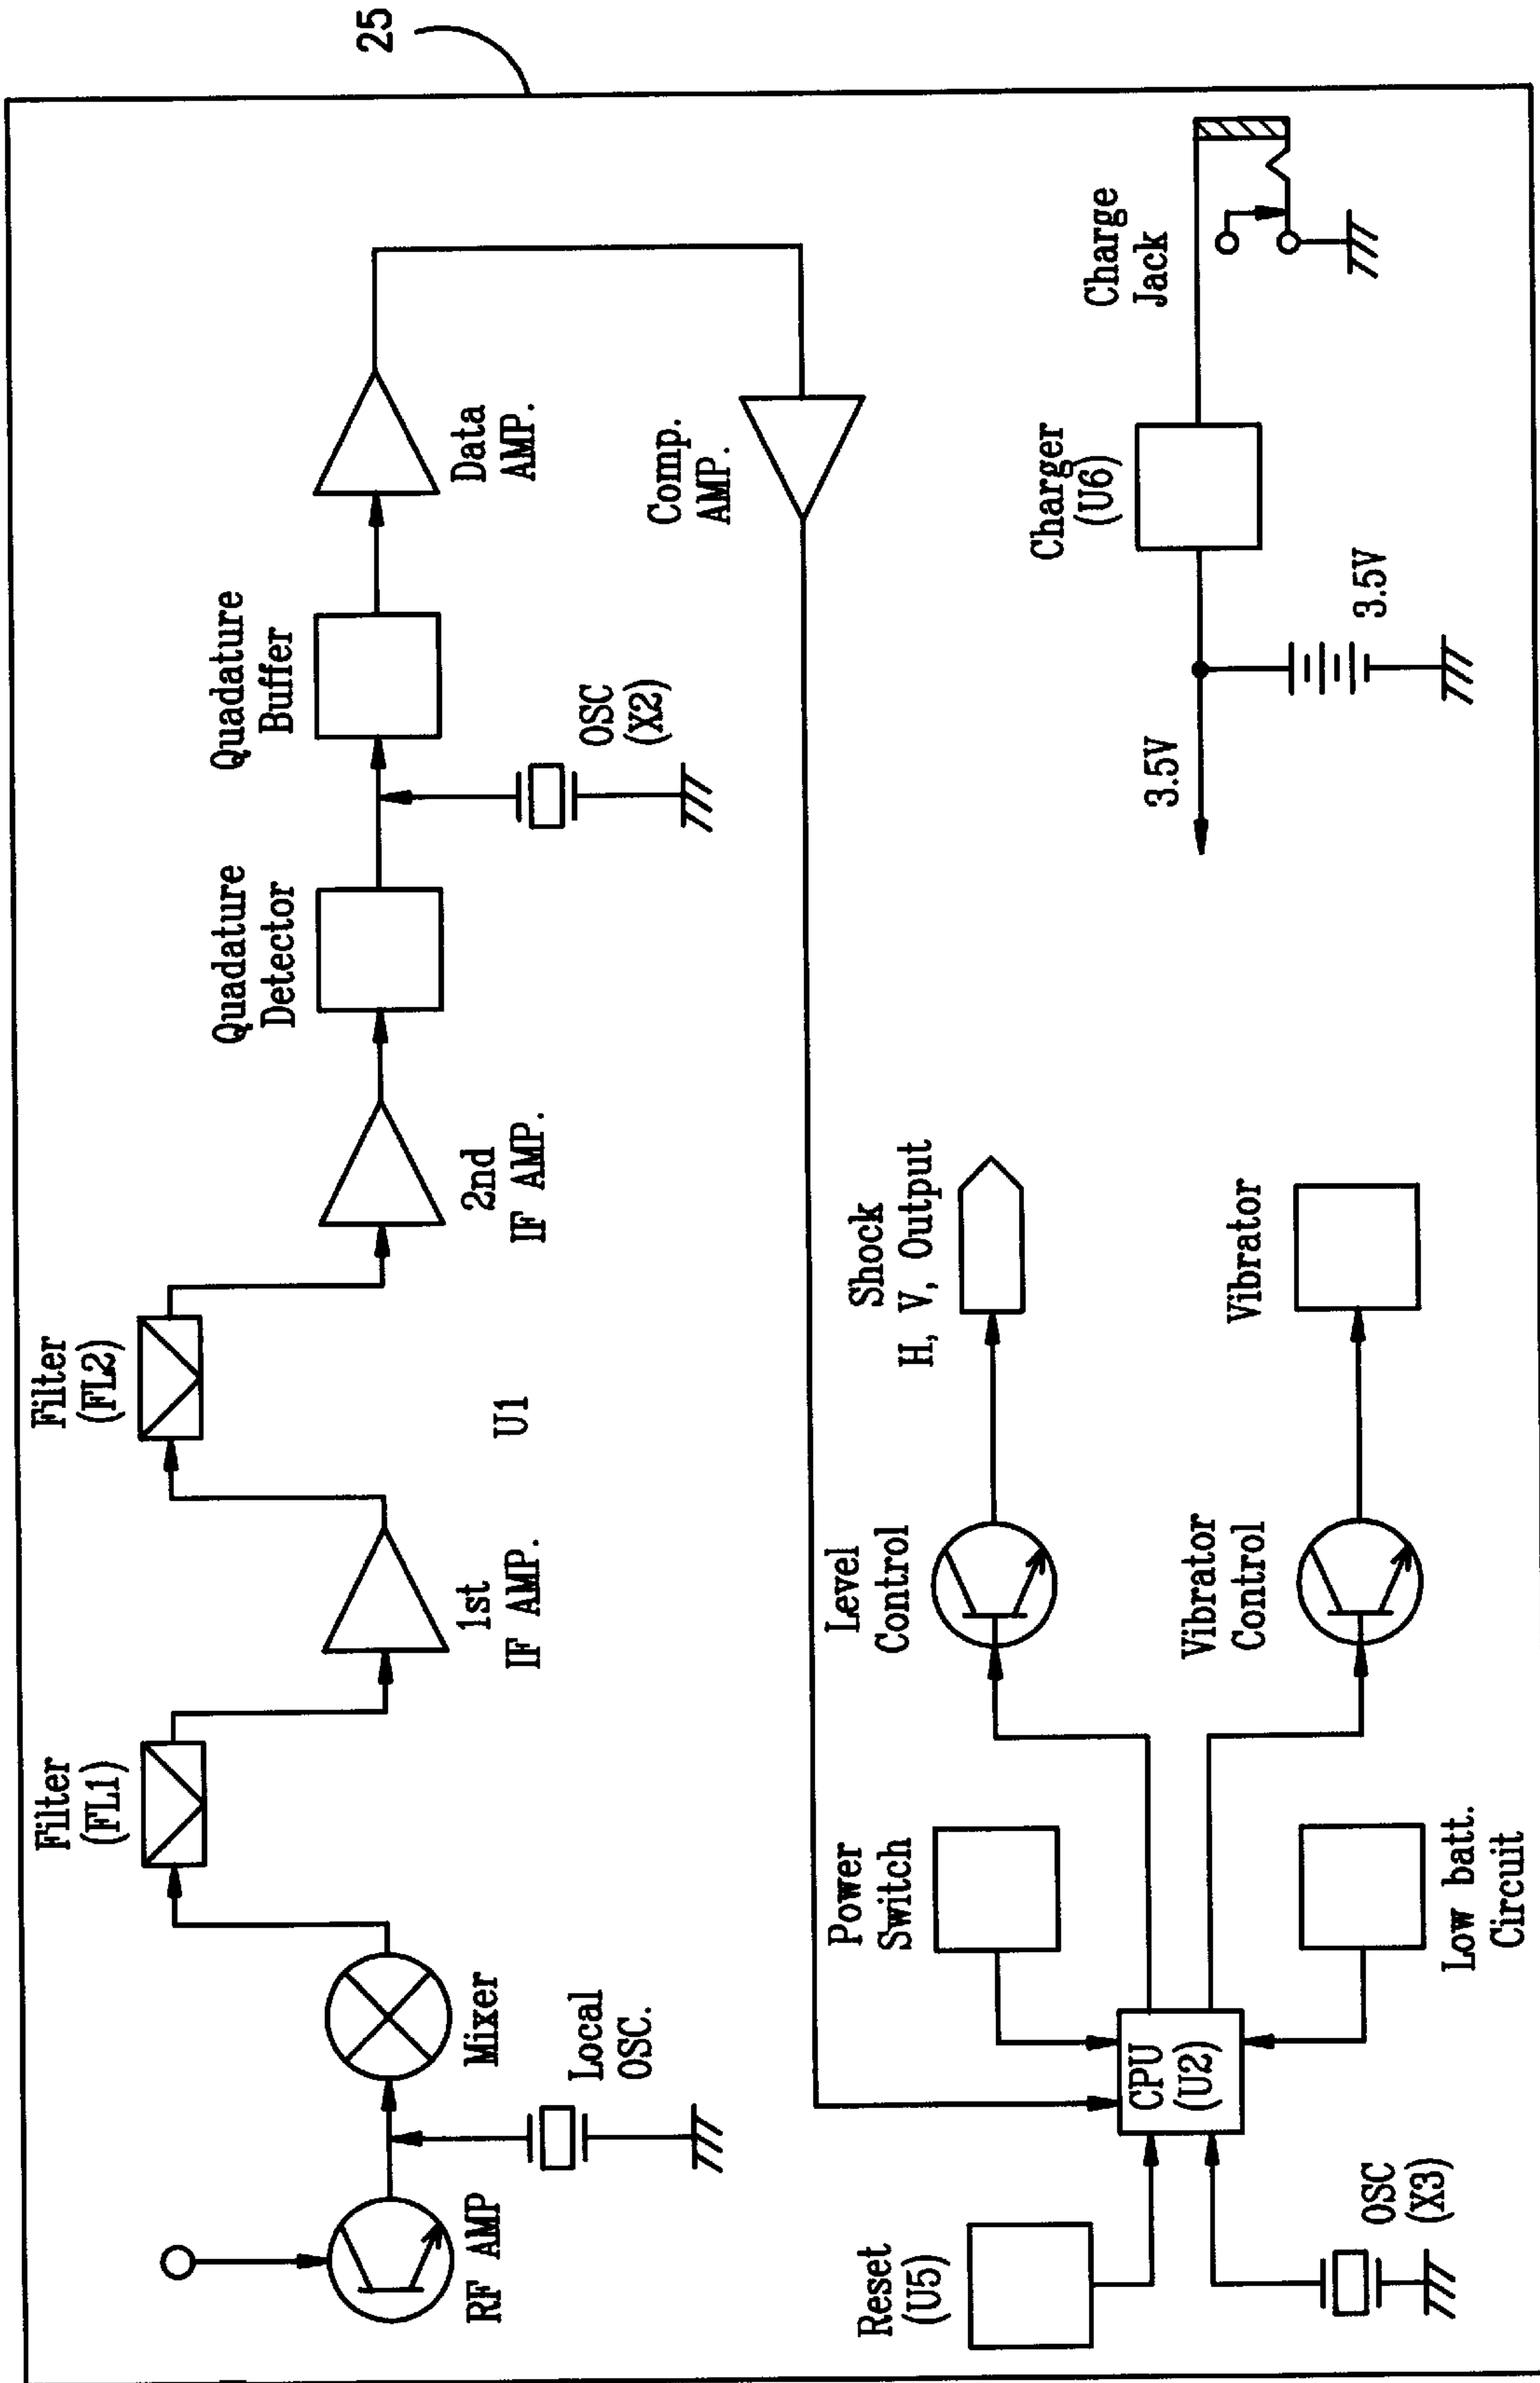 25
Filter
(FL1)
Filter
(FL2)
Quadature
Detector
Quadature
Buffer
RF AMP
Mixer
Local
OSC.
1st
IF AMP.
U1
2nd
IF AMP.
OSC
(X2)
Data
AMP.
Comp.
AMP.
Reset
(U5)
Power
Switch
Level
Control
Shock
H, V, Output
CPU
(U2)
OSC
(X3)
Low batt.
Circuit
Vibrator
Control
Vibrator
Charger
(U6)
Charge
Jack
3.5V
3.5V